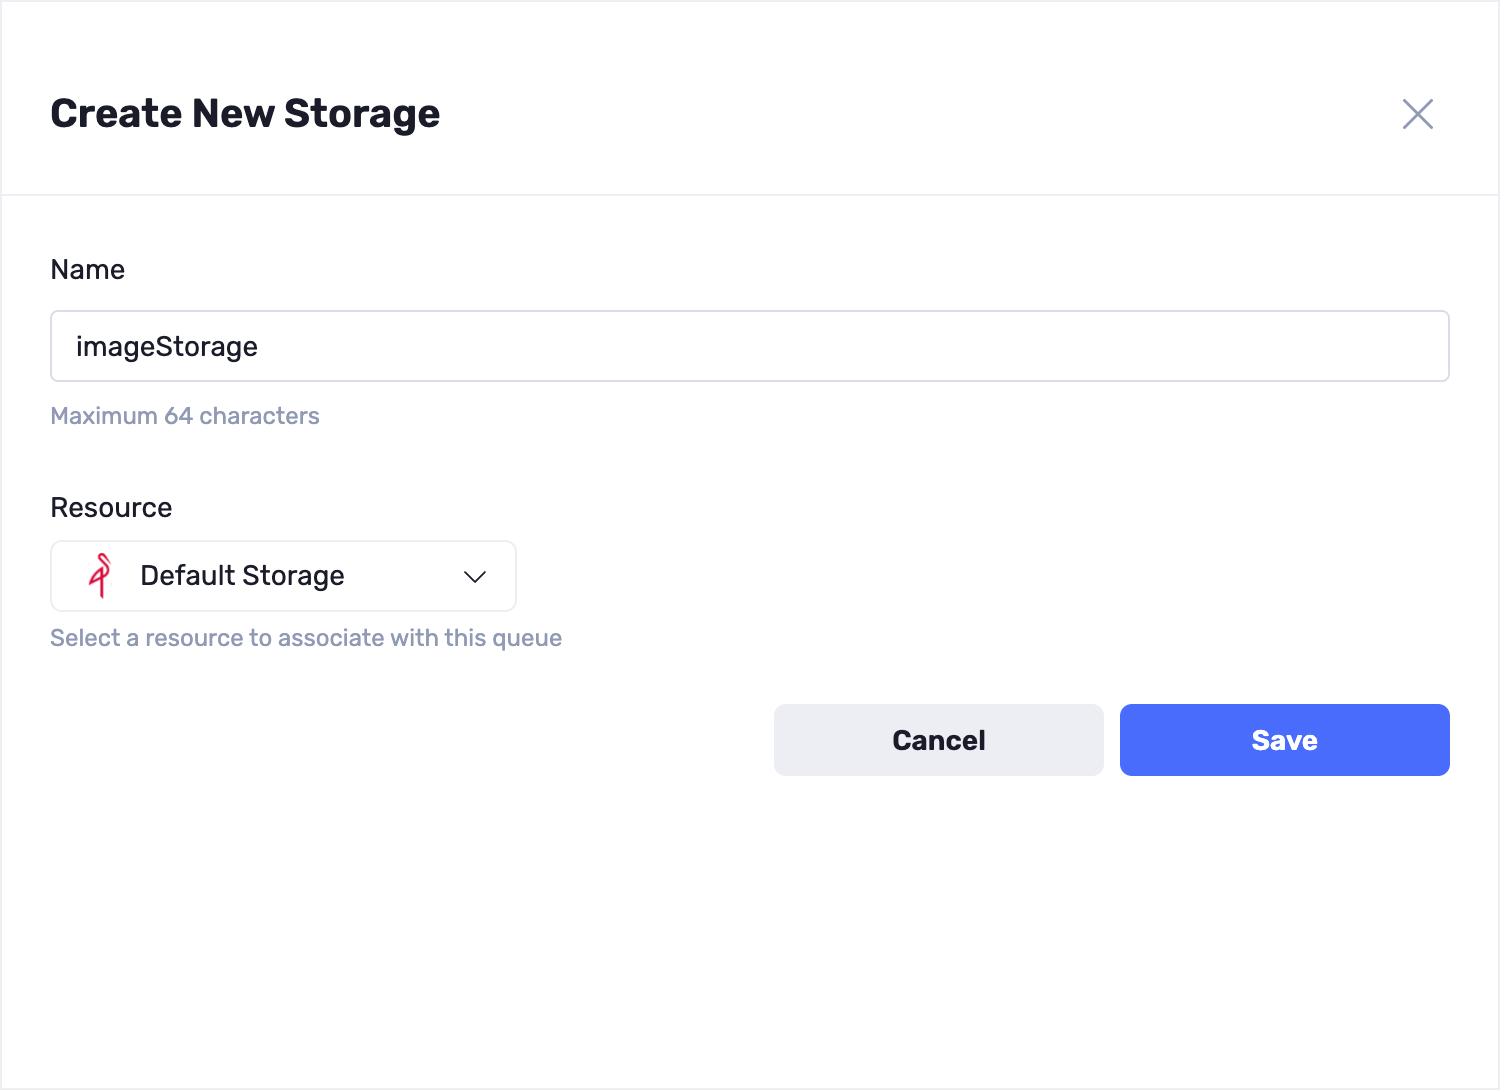 Create New Storage
Name
imageStorage
Maximum 64 characters
Resource
Default Storage
Select a resource to associate with this queue
Cancel Save